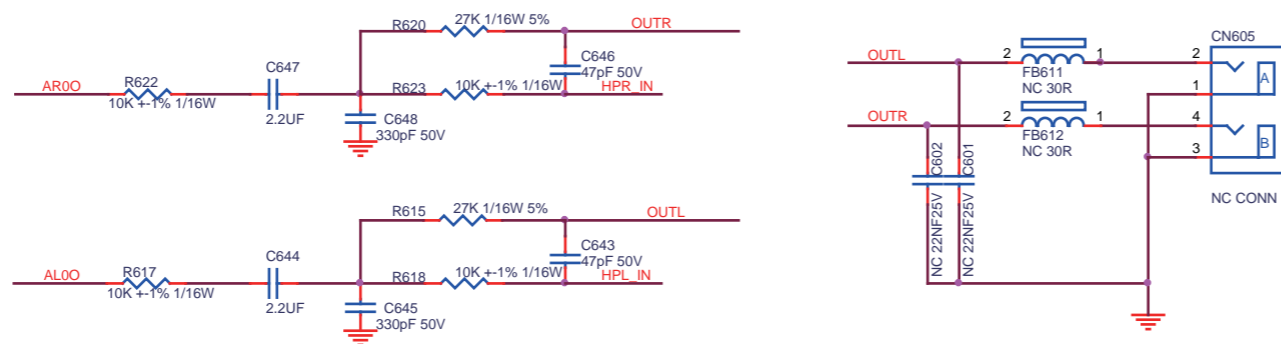 R620
27K 1/16W 5%
OUTR
C646
47pF 50V
C647
2.2UF
AR0O
R622
10K +-1% 1/16W
R623
10K +-1% 1/16W
HPR_IN
C648
330pF 50V
R615
27K 1/16W 5%
OUTL
C643
47pF 50V
C644
2.2UF
AL0O
R617
10K +-1% 1/16W
R618
10K +-1% 1/16W
HPL_IN
C645
330pF 50V
CN605
OUTL
2
1
2
FB611
NC 30R
A
1
OUTR
2
1
4
FB612
NC 30R
B
3
C602
NC 22NF25V
C601
NC 22NF25V
NC CONN